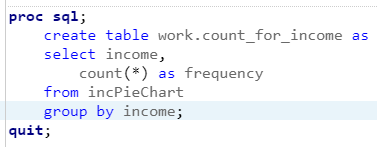 proc sql;
create table work.count_for_income as
select income,
count(*) as frequency
from incPieChart
group by income;
quit;